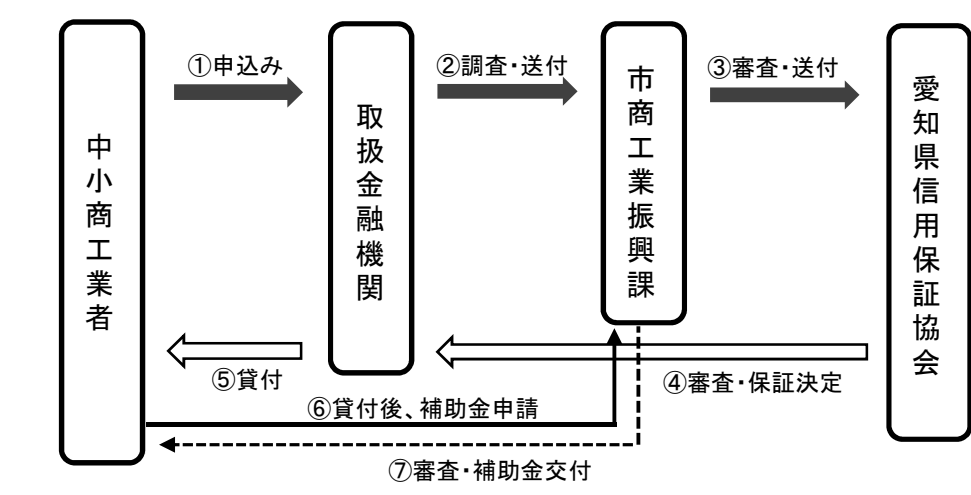 中小商工業者
①申込み
取扱金融機関
②調査・送付
市商工業振興課
③審査・送付
愛知県信用保証協会
④審査・保証決定
⑤貸付
⑥貸付後、補助金申請
⑦審査・補助金交付